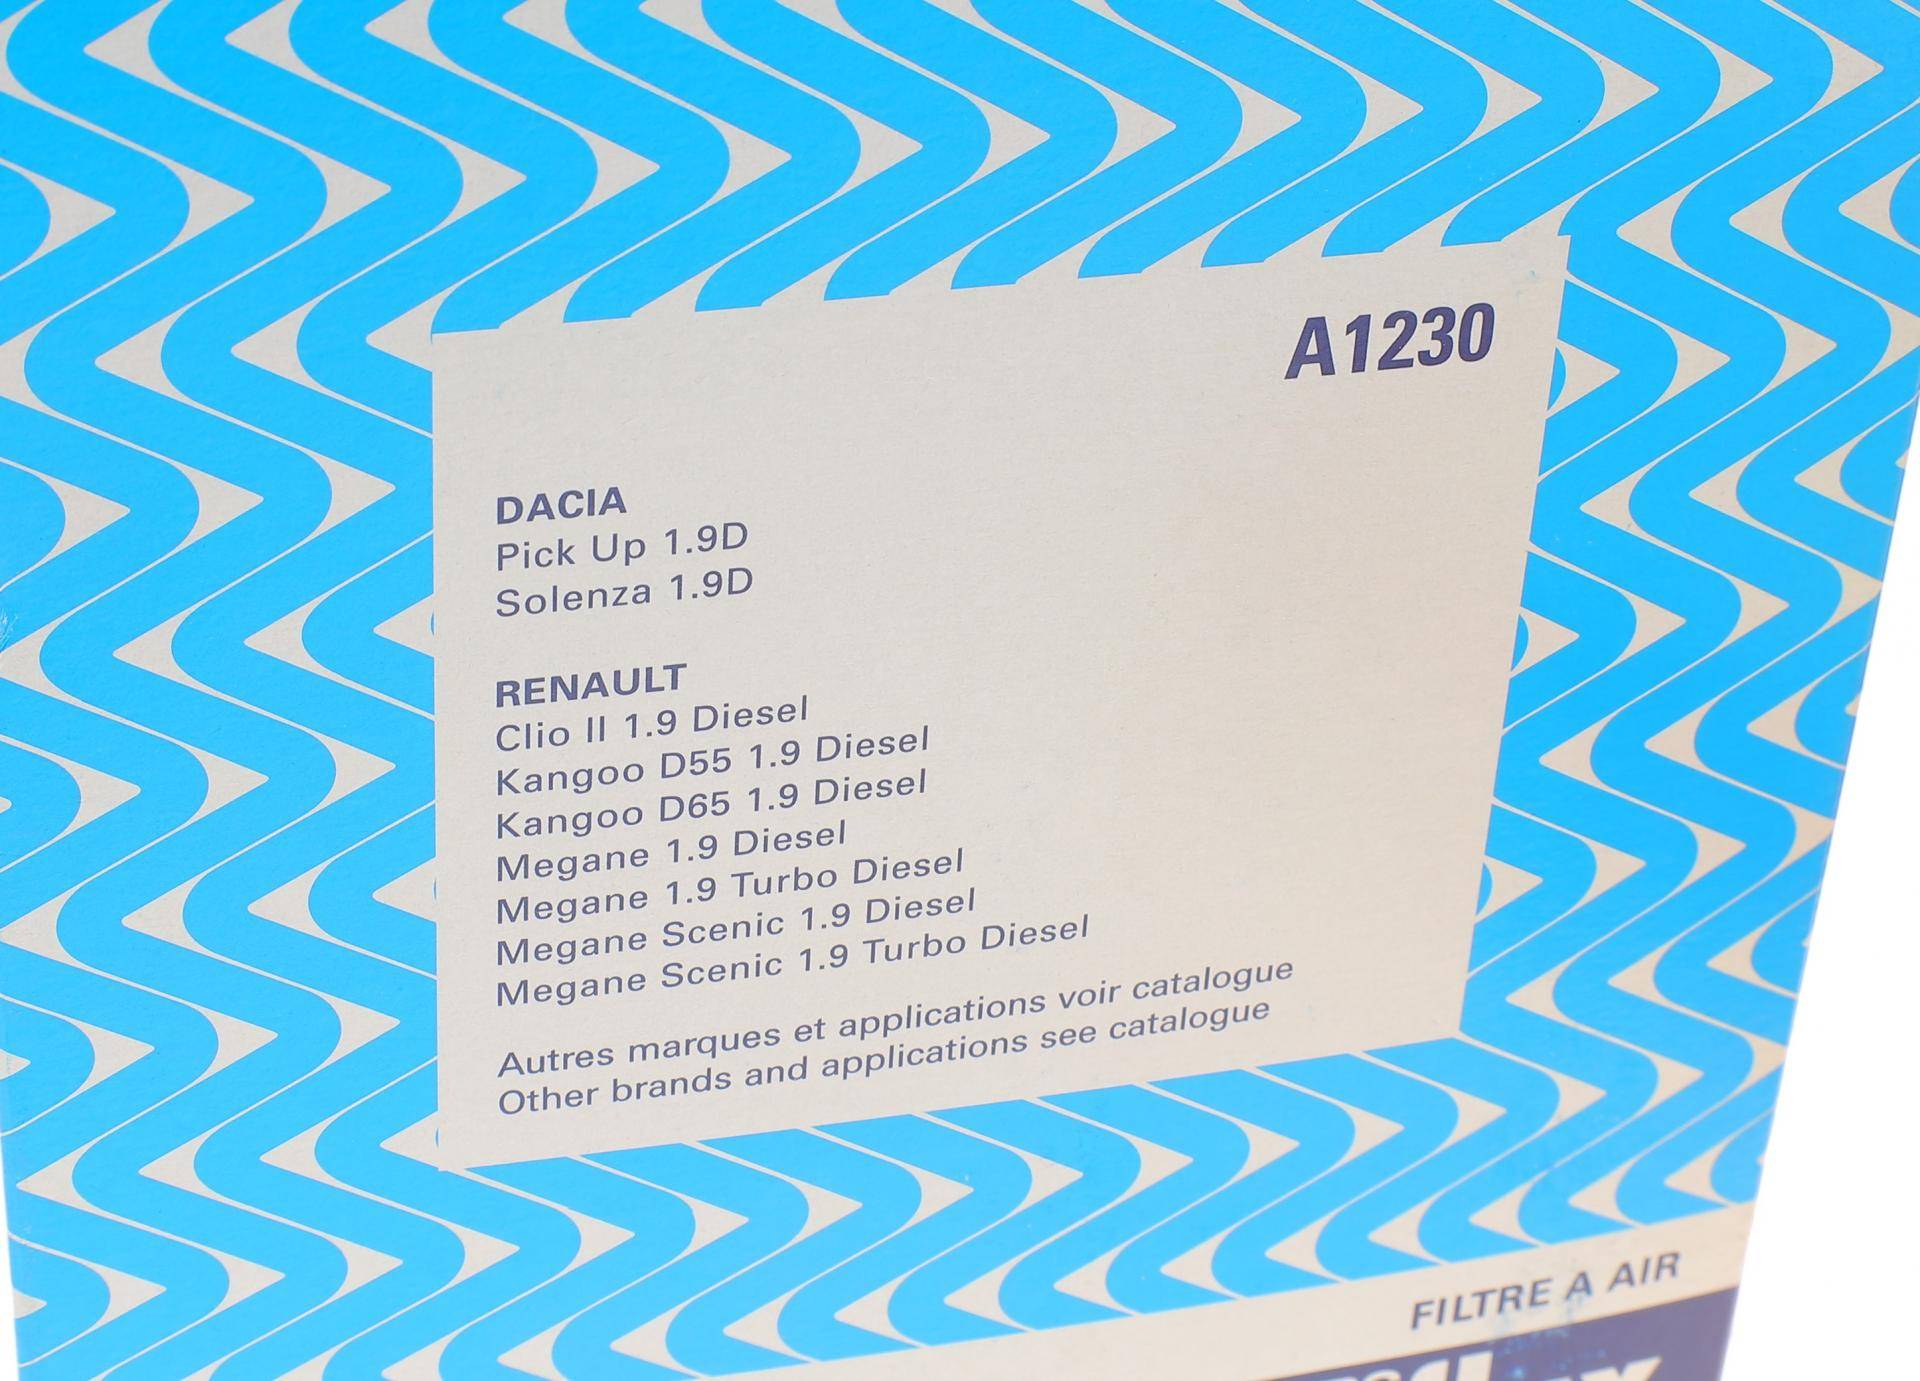 A1230
DACIA
Pick Up 1.9D
Solenza 1.9D
RENAULT
Clio II 1.9 Diesel
Kangoo D55 1.9 Diesel
Kangoo D65 1.9 Diesel
Megane 1.9 Diesel
Megane 1.9 Turbo Diesel
Megane Scenic 1.9 Diesel
Megane Scenic 1.9 Turbo Diesel
Autres marques et applications voir catalogue
Other brands and applications see catalogue
FILTRE A AIR